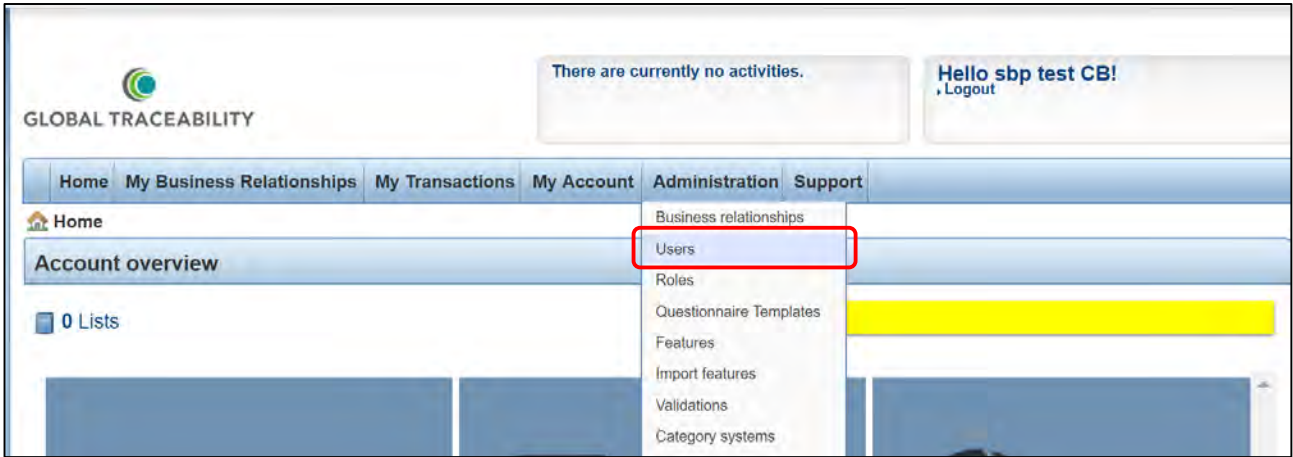 There are currently no activities.
Hello sbp test CB!
Logout
GLOBAL TRACEABILITY
Home My Business Relationships My Transactions My Account Administration Support
Home
Business relationships
Users
Account overview
Roles
Questionnaire Templates
0 Lists
Features
Import features
Validations
Category systems